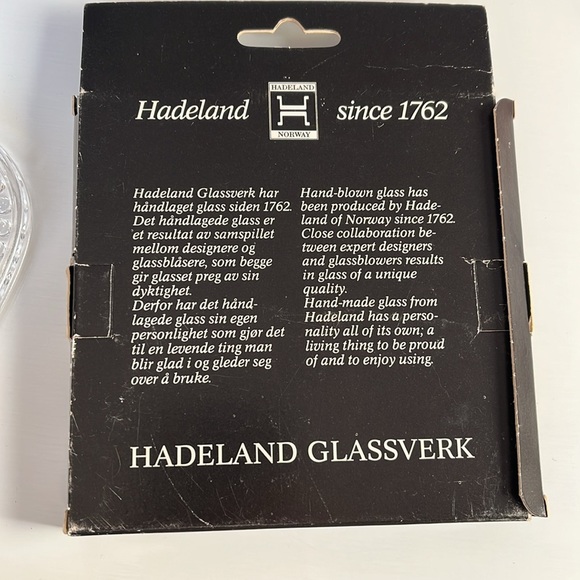 HADELAND
Hadeland
since 1762
NORWAY
Hadeland Glassverk har
håndlaget glass siden 1762.
Det håndlagede glass er
et resultat av samspillet
mellom designere og
glassblåsere, som begge
gir glasset preg av sin
dyktighet.
Derfor har det hånd-
lagede glass sin egen
personlighet som gjør det
til en levende ting man
blir glad i og gleder seg
over å bruke.
Hand-blown glass has
been produced by Hade-
land of Norway since 1762.
Close collaboration be-
tween expert designers
and glassblowers results
in glass of a unique
quality.
Hand-made glass from
Hadeland has a perso-
nality all of its own; a
living thing to be proud
of and to enjoy using.
HADELAND GLASSVERK